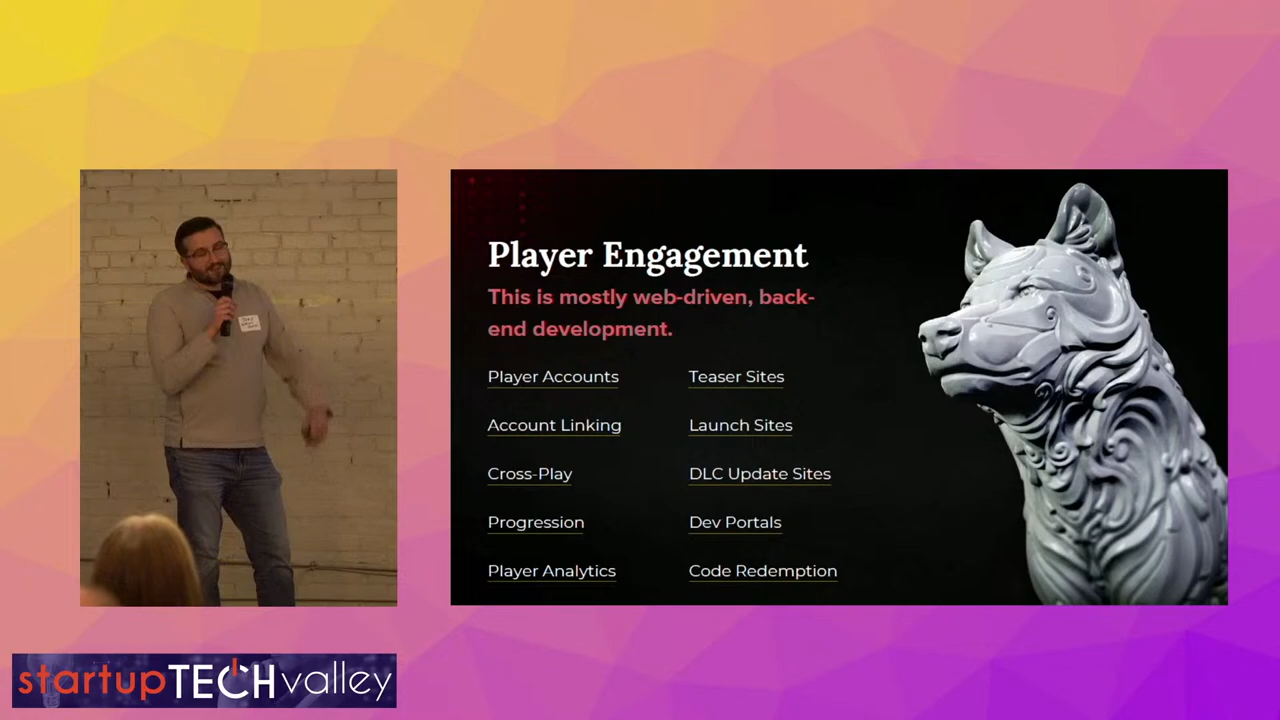 Player Engagement
This is mostly web-driven, back-
end development.
Player Accounts
Teaser Sites
Account Linking
Launch Sites
Cross-Play
DLC Update Sites
Progression
Dev Portals
Player Analytics
Code Redemption
startupTECHvalley